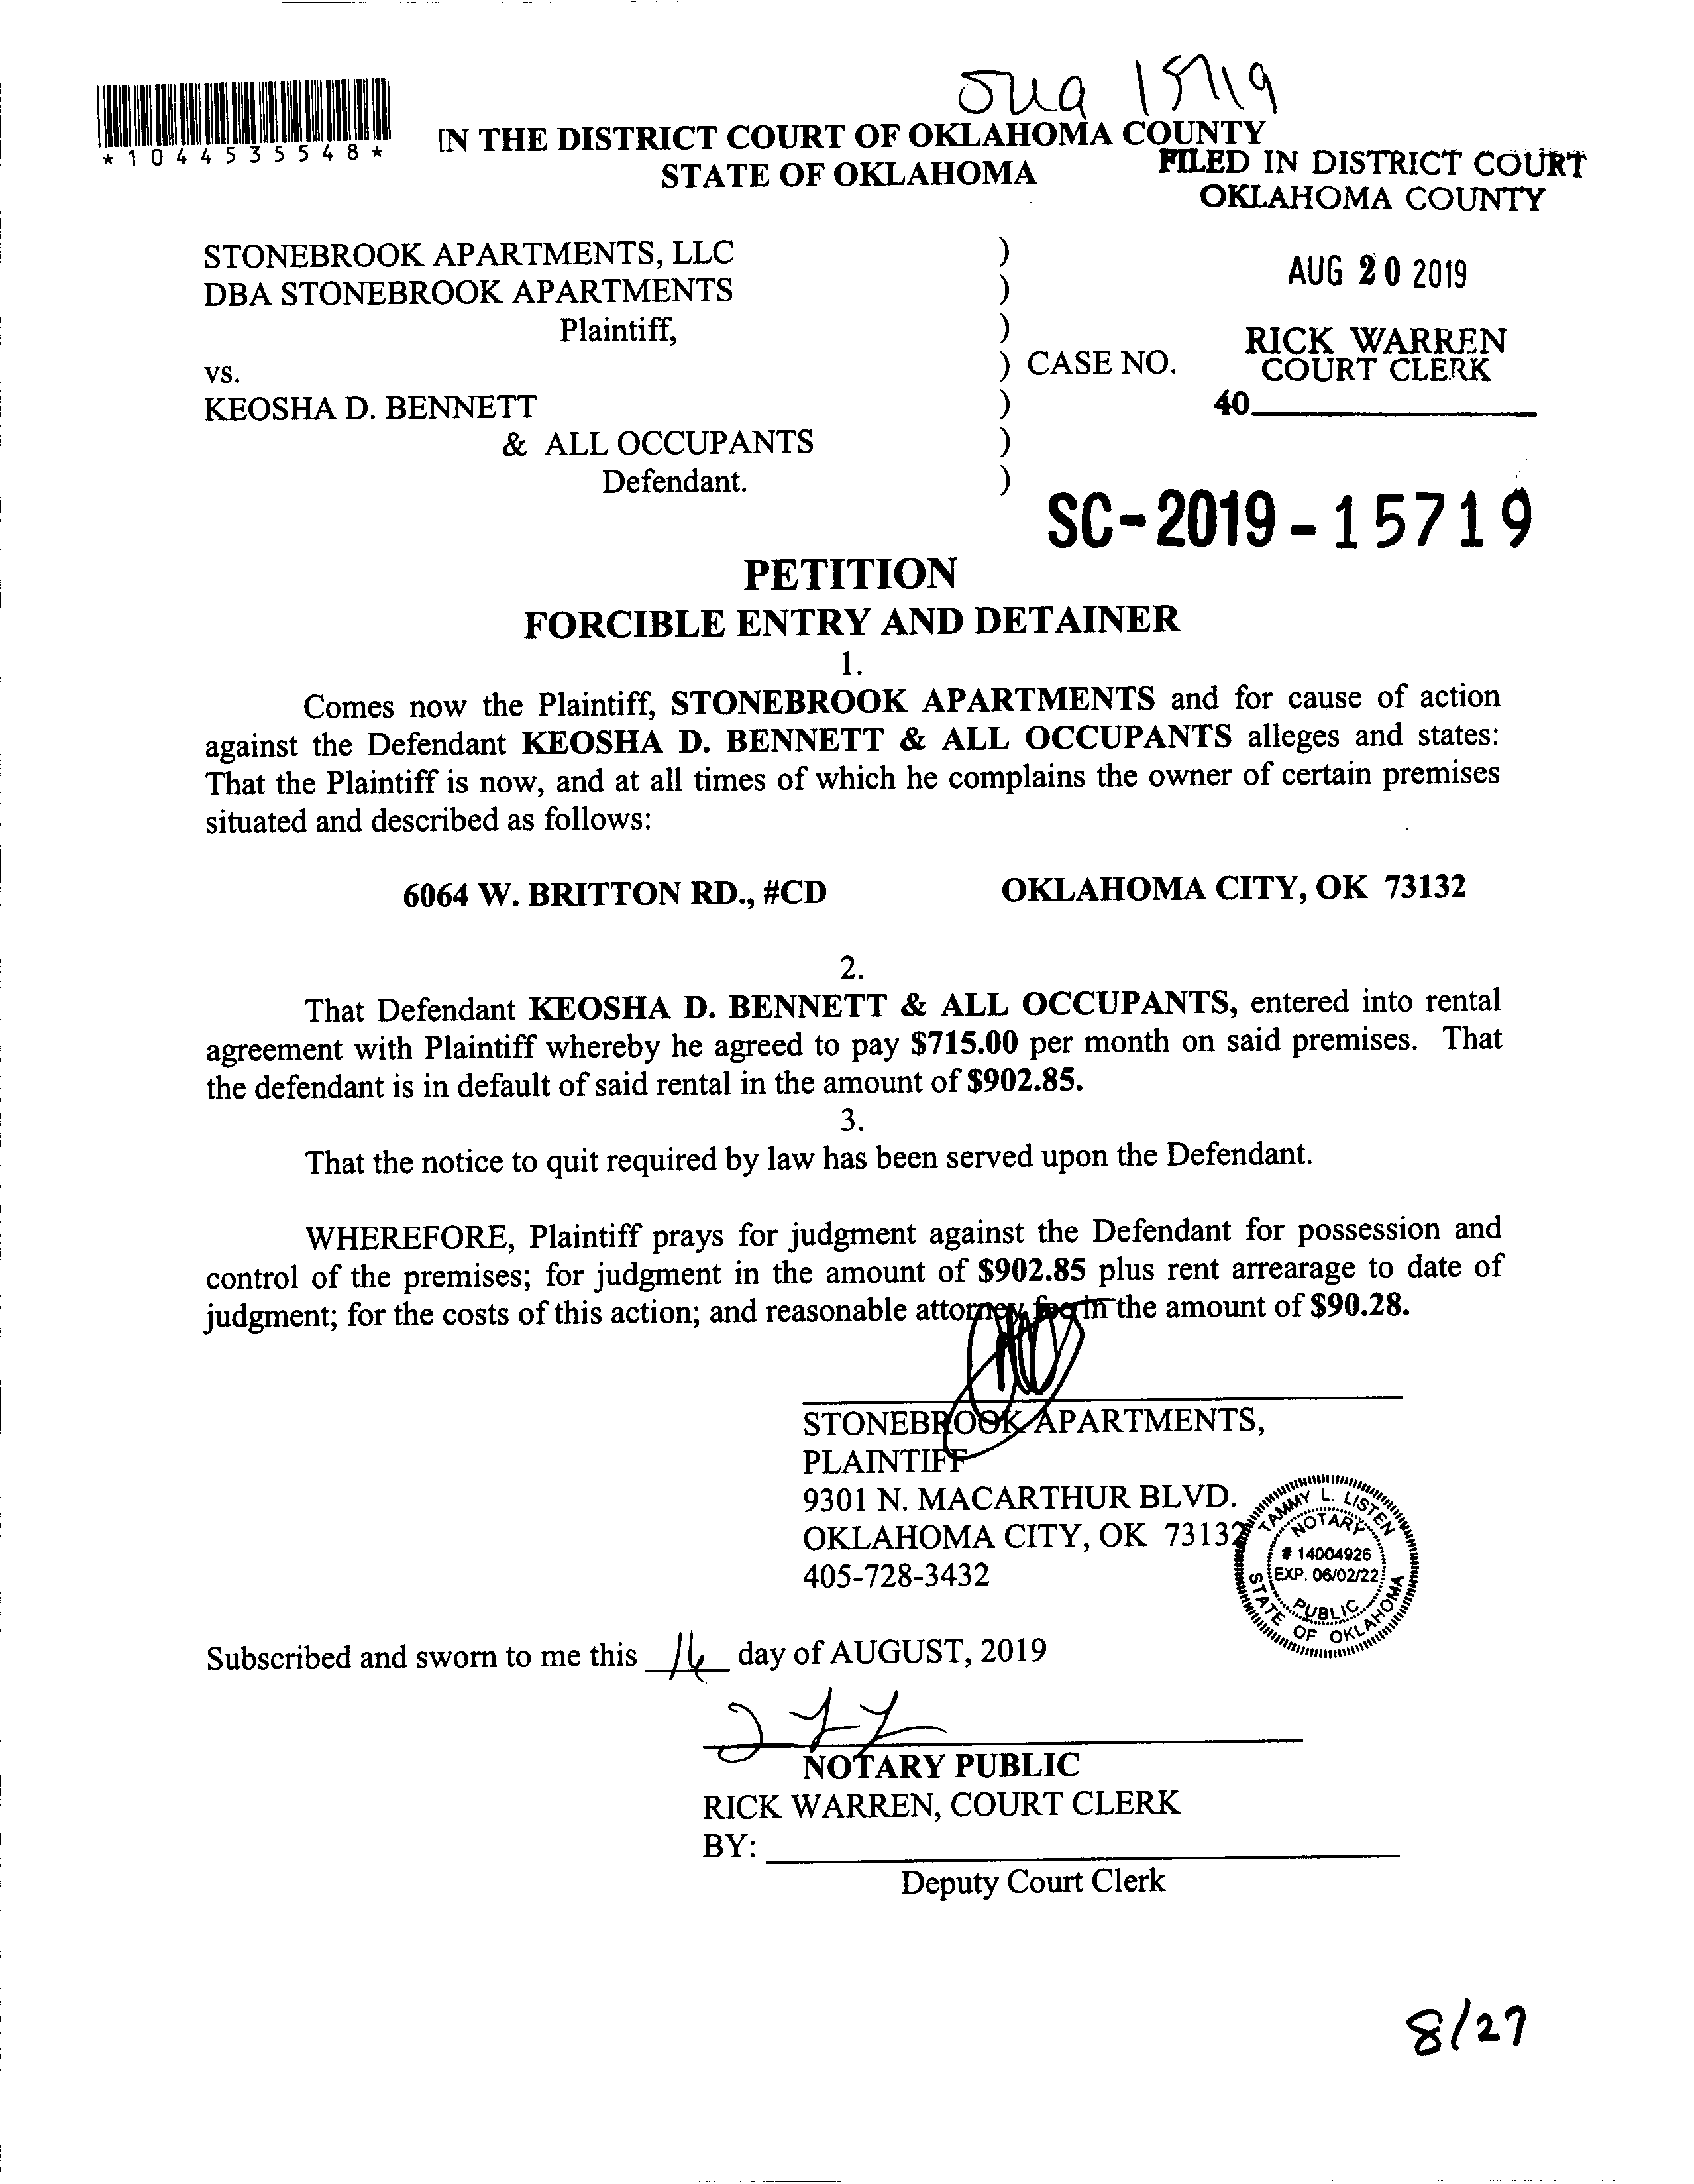 *1044535548*
15719
IN THE DISTRICT COURT OF OKLAHOMA COUNTY
STATE OF OKLAHOMA
FILED IN DISTRICT COURT
OKLAHOMA COUNTY
AUG 20 2019
RICK WARREN
COURT CLERK
40
STONEBROOK APARTMENTS, LLC )
DBA STONEBROOK APARTMENTS )
Plaintiff, )
vs. ) CASE NO.
KEOSHA D. BENNETT )
& ALL OCCUPANTS )
Defendant. )
SC-2019-15719
PETITION
FORCIBLE ENTRY AND DETAINER
1.
Comes now the Plaintiff, STONEBROOK APARTMENTS and for cause of action
against the Defendant KEOSHA D. BENNETT & ALL OCCUPANTS alleges and states:
That the Plaintiff is now, and at all times of which he complains the owner of certain premises
situated and described as follows:
6064 W. BRITTON RD., #CD OKLAHOMA CITY, OK 73132
2.
That Defendant KEOSHA D. BENNETT & ALL OCCUPANTS, entered into rental
agreement with Plaintiff whereby he agreed to pay $715.00 per month on said premises. That
the defendant is in default of said rental in the amount of $902.85.
3.
That the notice to quit required by law has been served upon the Defendant.
WHEREFORE, Plaintiff prays for judgment against the Defendant for possession and
control of the premises; for judgment in the amount of $902.85 plus rent arrearage to date of
judgment; for the costs of this action; and reasonable attorney fee in the amount of $90.28.
STONEBROOK APARTMENTS,
PLAINTIFF
9301 N. MACARTHUR BLVD.
OKLAHOMA CITY, OK 73132
405-728-3432
TAMMY L. LISTEN
NOTARY
# 14004926
EXP. 06/02/22
PUBLIC
STATE OF OKLAHOMA
Subscribed and sworn to me this day of AUGUST, 2019
NOTARY PUBLIC
RICK WARREN, COURT CLERK
BY:
Deputy Court Clerk
8/27